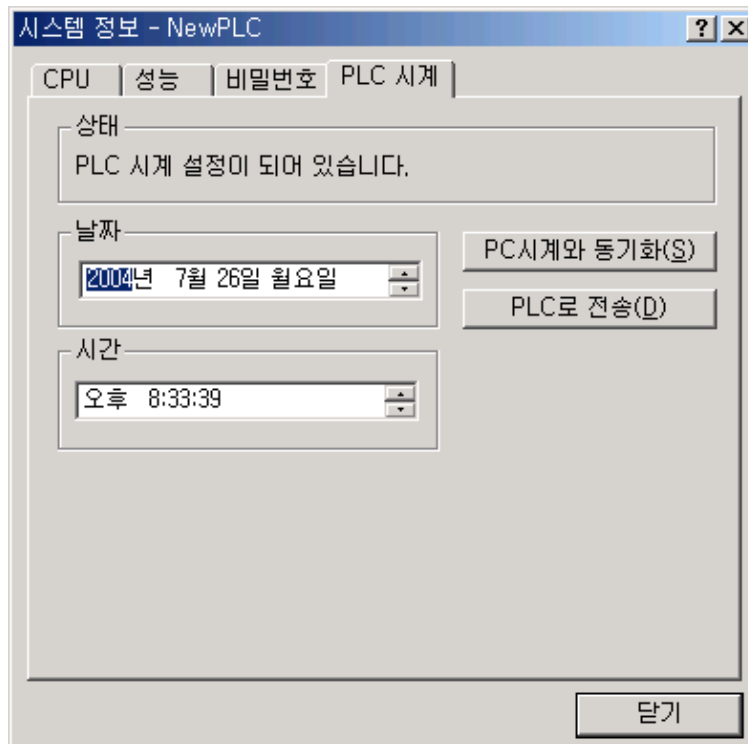 시스템 정보 - NewPLC
CPU 성능 비밀번호 PLC 시계
상태
PLC 시계 설정이 되어 있습니다.
날짜
2004년 7월 26일 월요일
PC시계와 동기화(S)
PLC로 전송(D)
시간
오후 8:33:39
닫기